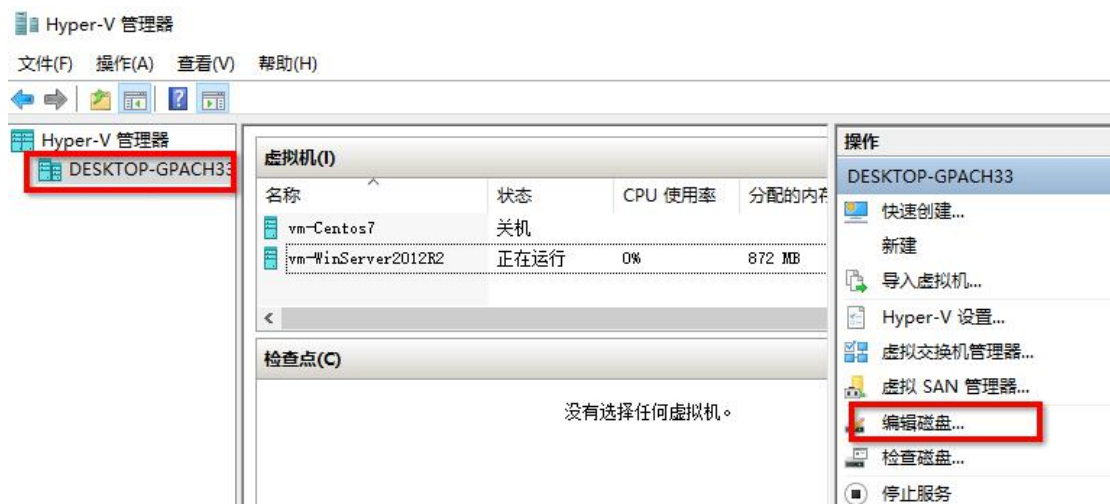 Hyper-V 管理器
文件(F) 操作(A) 查看(V) 帮助(H)
Hyper-V 管理器
DESKTOP-GPACH33
虚拟机(I)
名称 状态 CPU 使用率 分配的内存
vm-Centos7 关机
vm-WinServer2012R2 正在运行 0% 872 MB
检查点(C)
没有选择任何虚拟机。
操作
DESKTOP-GPACH33
快速创建...
新建
导入虚拟机...
Hyper-V 设置...
虚拟交换机管理器...
虚拟 SAN 管理器...
编辑磁盘...
检查磁盘...
停止服务